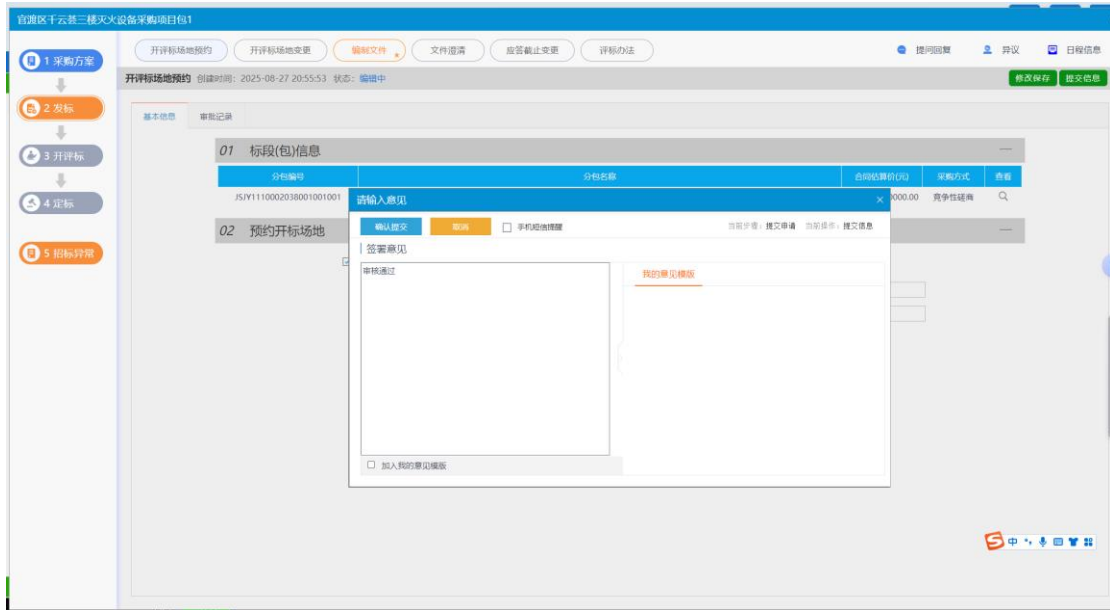 官渡区千云荟三楼灭火设备采购项目包1
1 采购方案
2 发标
3 开评标
4 定标
5 招标异常
开评标场地预约 开评标场地变更 编制文件 文件澄清 应答截止变更 评标办法
提问回复 异议 日程信息
开评标场地预约 创建时间：2025-08-27 20:55:53 状态：编辑中
修改保存 提交信息
基本信息 审批记录
01 标段(包)信息
分包编号 分包名称 合同估算价(元) 采购方式 查看
JSJY1110002038001001001 0000.00 竞争性磋商
02 预约开标场地
请输入意见 ×
确认提交 取消 手机短信提醒 当前步骤：提交申请 当前操作：提交信息
签署意见
审核通过
我的意见模版
加入我的意见模版
中